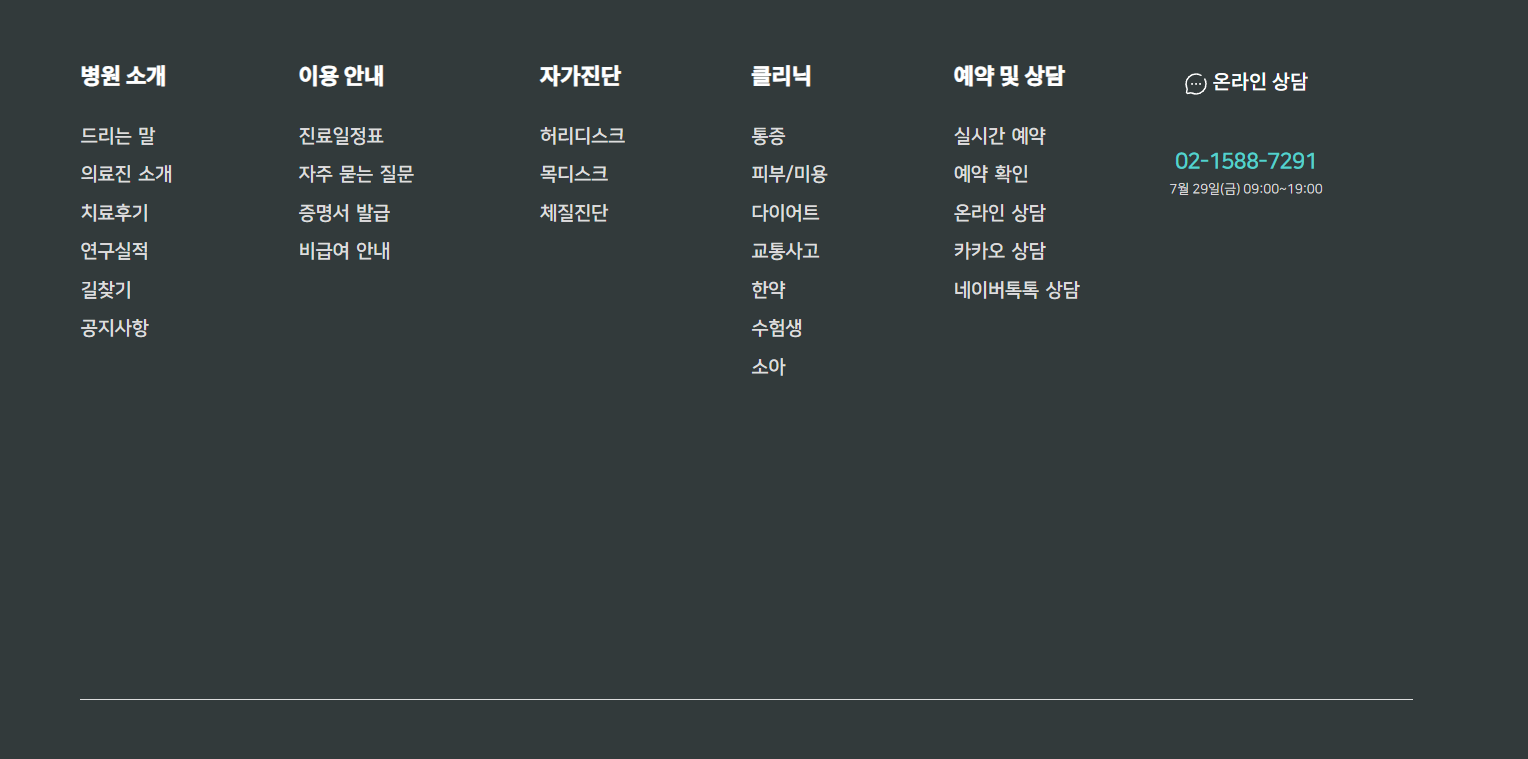 병원 소개
드리는 말
의료진 소개
치료후기
연구실적
길찾기
공지사항
이용 안내
진료일정표
자주 묻는 질문
증명서 발급
비급여 안내
자가진단
허리디스크
목디스크
체질진단
클리닉
통증
피부/미용
다이어트
교통사고
한약
수험생
소아
예약 및 상담
실시간 예약
예약 확인
온라인 상담
카카오 상담
네이버톡톡 상담
온라인 상담
02-1588-7291
7월 29일(금) 09:00~19:00